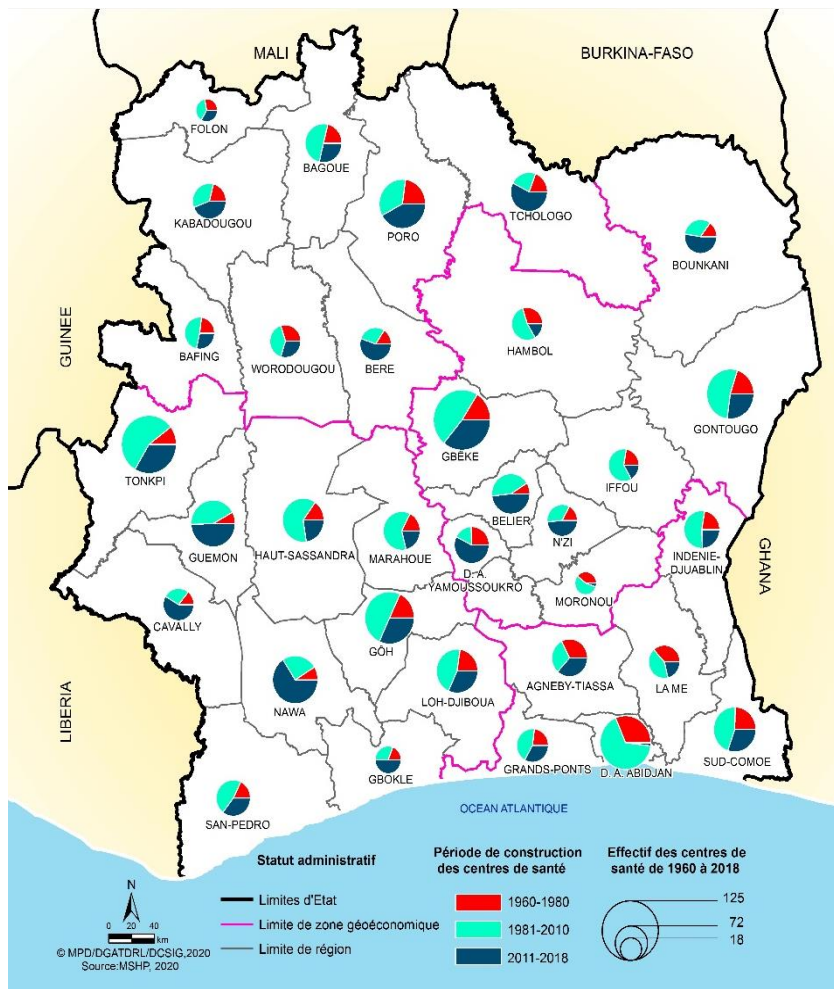 MALI
BURKINA-FASO
FOLON
BAGOUE
KABADOUGOU
PORO
TCHOLOGO
BOUNKANI
GUINEE
BAFING
WORODOUGOU
BERE
HAMBOL
GONTOUGO
TONKPI
GBÊKE
IFFOU
GUEMON
HAUT-SASSANDRA
MARAHOUE
BELIER
N'ZI
INDENIE-
DJUABLIN
GHANA
D. A.
YAMOUSSOUKRO
MORONOU
CAVALLY
GÔH
LIBERIA
NAWA
LOH-DJIBOUA
AGNEBY-TIASSA
LA ME
GBOKLE
GRANDS-PONTS
D. A. ABIDJAN
SUD-COMOE
SAN-PEDRO
OCEAN ATLANTIQUE
Statut administratif
Limites d'Etat
Limite de zone géoéconomique
Limite de région
Période de construction
des centres de santé
1960-1980
1981-2010
2011-2018
Effectif des centres de
santé de 1960 à 2018
125
72
18
N
0 20 40
km
© MPD/DGATDRL/DCSIG,2020
Source:MSHP, 2020